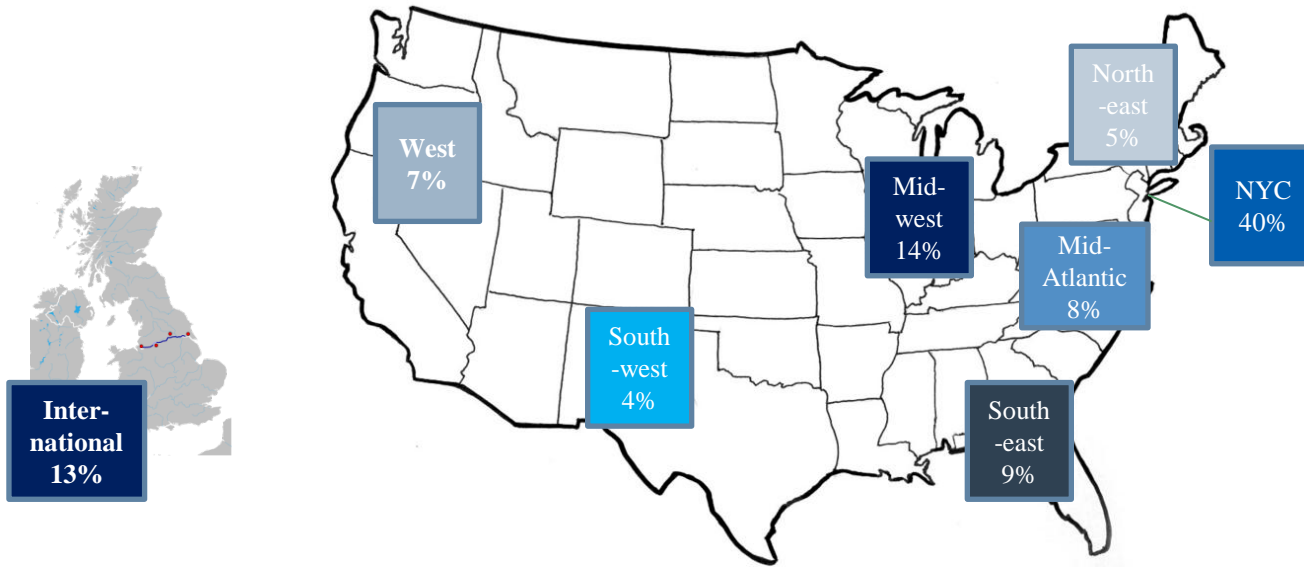 North
-east
5%
West
7%
Mid-
west
14%
NYC
40%
Mid-
Atlantic
8%
South
-west
4%
Inter-
national
13%
South
-east
9%